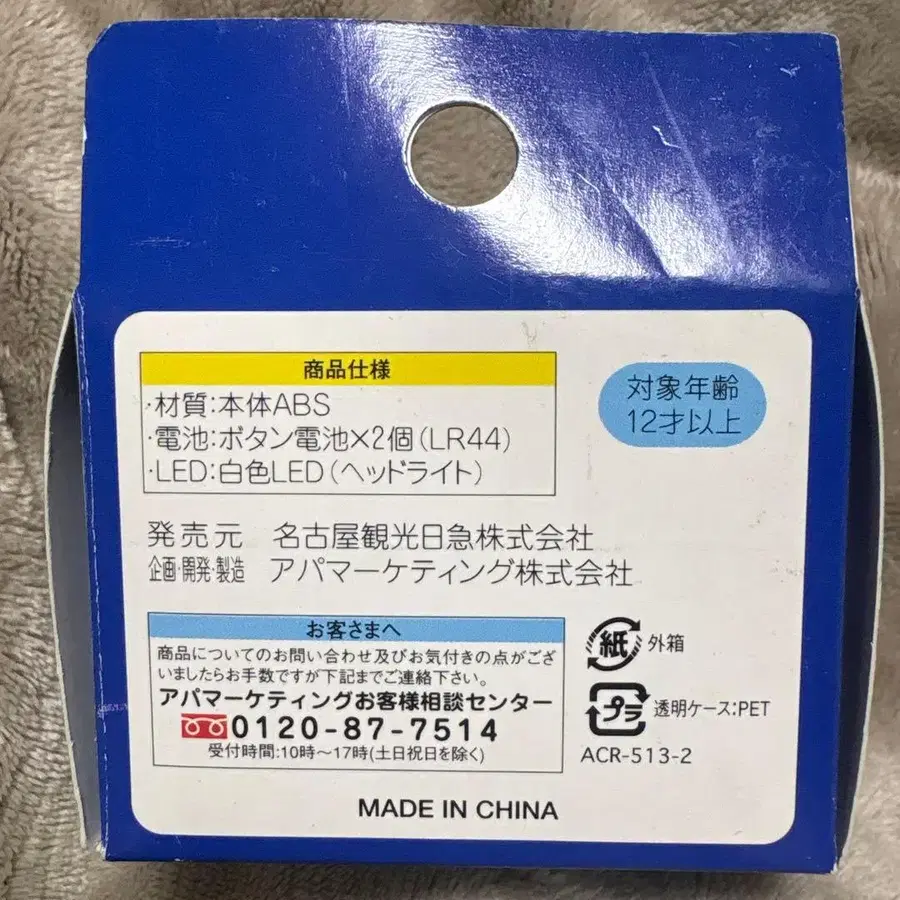 商品仕様
・材質:本体ABS
・電池:ボタン電池×2個(LR44)
・LED:白色LED(ヘッドライト)
対象年齢
12才以上
発売元 名古屋観光日急株式会社
企画・開発・製造 アパマーケティング株式会社
お客さまへ
商品についてのお問い合わせ及びお気付きの点がござ
いましたらお手数ですが下記までご連絡下さい。
アパマーケティングお客様相談センター
0120-87-7514
受付時間:10時〜17時(土日祝日を除く)
紙 外箱
プラ 透明ケース:PET
ACR-513-2
MADE IN CHINA